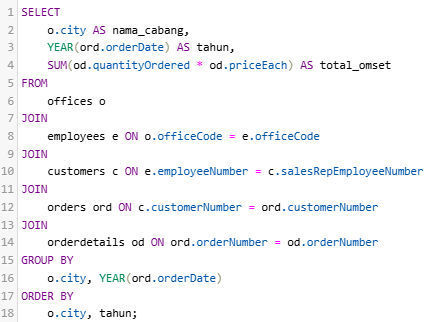 1 SELECT
2 o.city AS nama_cabang,
3 YEAR(ord.orderDate) AS tahun,
4 SUM(od.quantityOrdered * od.priceEach) AS total_omset
5 FROM
6 offices o
7 JOIN
8 employees e ON o.officeCode = e.officeCode
9 JOIN
10 customers c ON e.employeeNumber = c.salesRepEmployeeNumber
11 JOIN
12 orders ord ON c.customerNumber = ord.customerNumber
13 JOIN
14 orderdetails od ON ord.orderNumber = od.orderNumber
15 GROUP BY
16 o.city, YEAR(ord.orderDate)
17 ORDER BY
18 o.city, tahun;